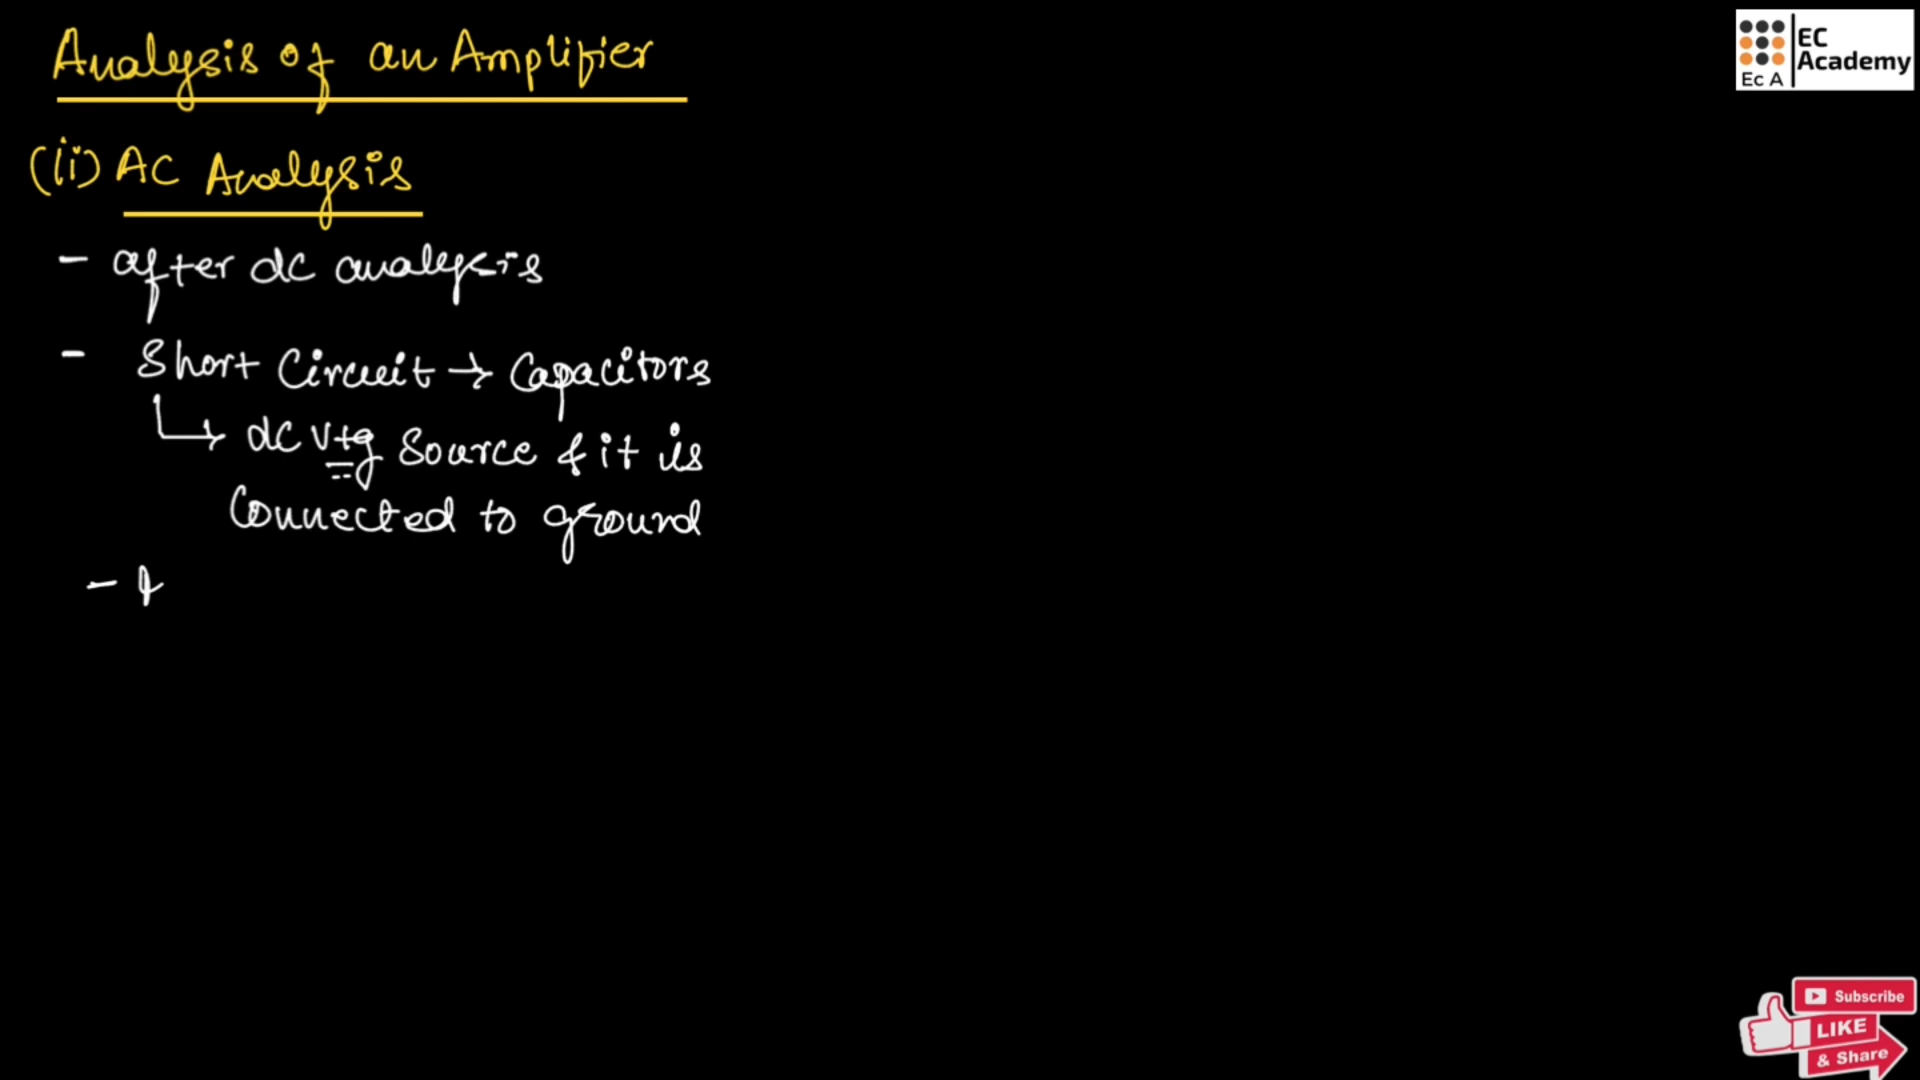 Analysis of an Amplifier
(ii) AC Analysis
- after dc analysis
- Short Circuit → Capacitors
↳ dc vtg Source & it is
Connected to ground
-
EC Academy
Ec A
Subscribe
LIKE
& Share